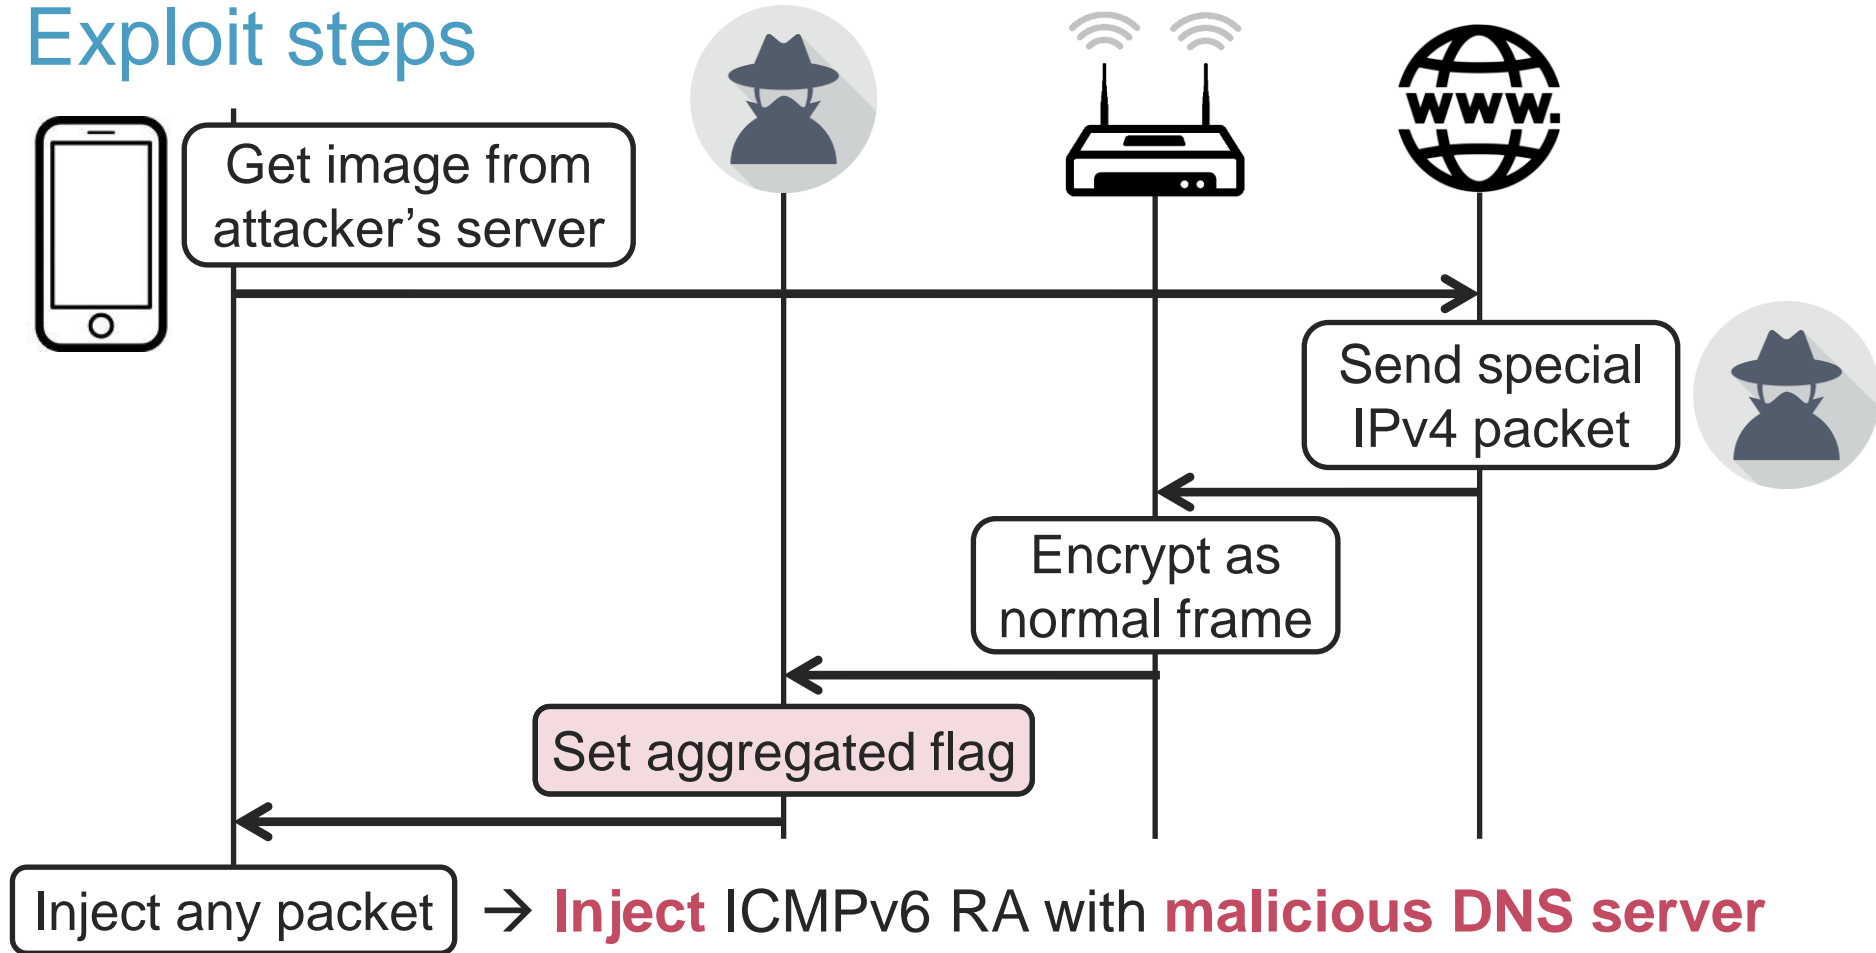 Exploit steps
WWW.
Get image from
attacker’s server
Send special
IPv4 packet
Encrypt as
normal frame
Set aggregated flag
Inject any packet → Inject ICMPv6 RA with malicious DNS server